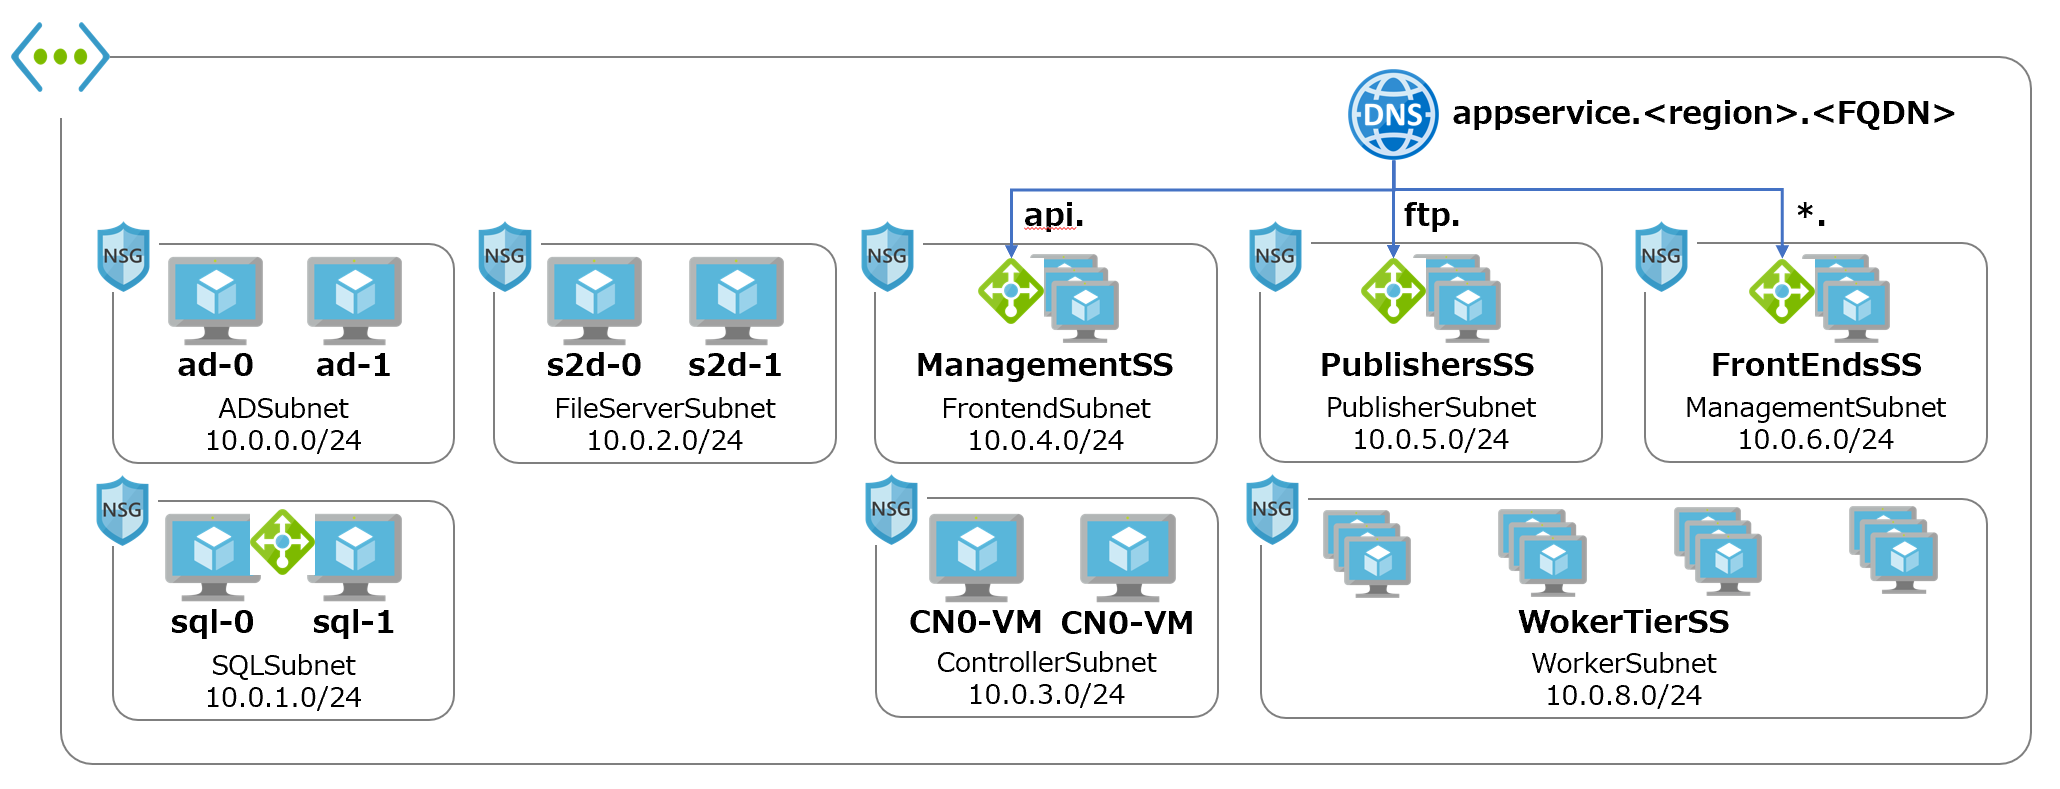 DNS
appservice.<region>.<FQDN>
api.
ftp.
*.
NSG
ad-0
ad-1
ADSubnet
10.0.0.0/24
NSG
s2d-0
s2d-1
FileServerSubnet
10.0.2.0/24
NSG
ManagementSS
FrontendSubnet
10.0.4.0/24
NSG
PublishersSS
PublisherSubnet
10.0.5.0/24
NSG
FrontEndsSS
ManagementSubnet
10.0.6.0/24
NSG
sql-0
sql-1
SQLSubnet
10.0.1.0/24
NSG
CN0-VM
CN0-VM
ControllerSubnet
10.0.3.0/24
NSG
WokerTierSS
WorkerSubnet
10.0.8.0/24